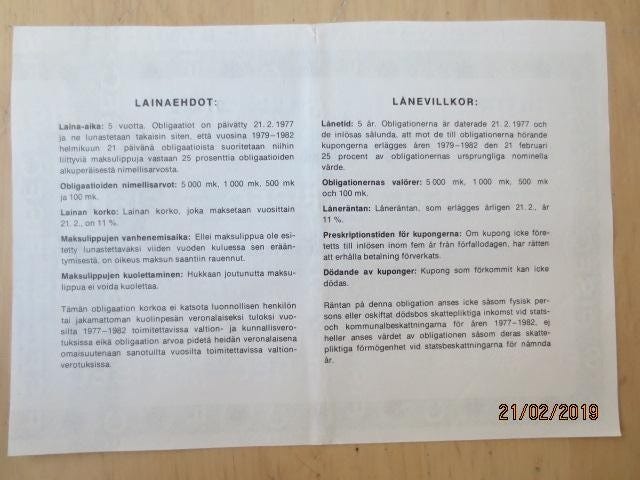 LAINAEHDOT:
Laina-aika: 5 vuotta. Obligaatiot on päivätty 21. 2. 1977
ja ne lunastetaan takaisin siten, että vuosina 1979–1982
helmikuun 21 päivänä obligaatioista suoritetaan niihin
liittyviä maksulippuja vastaan 25 prosenttia obligaatioiden
alkuperäisestä nimellisarvosta.
Obligaatioiden nimellisarvot: 5 000 mk, 1 000 mk, 500 mk
ja 100 mk.
Lainan korko: Lainan korko, joka maksetaan vuosittain
21. 2., on 11 %.
Maksulippujen vanhenemisaika: Ellei maksulippua ole esi-
tetty lunastettavaksi viiden vuoden kuluessa sen erään-
tymisestä, on oikeus maksun saantiin rauennut.
Maksulippujen kuolettaminen: Hukkaan joutunutta maksu-
lippua ei voida kuolettaa.
Tämän obligaation korkoa ei katsota luonnollisen henkilön
tai jakamattoman kuolinpesän veronalaiseksi tuloksi vuo-
silta 1977–1982 toimitettavissa valtion- ja kunnallisvero-
tuksissa eikä obligaation arvoa pidetä heidän veronalaisena
omaisuutenaan sanotuilta vuosilta toimitettavissa valtion-
verotuksissa.
LÅNEVILLKOR:
Lånetid: 5 år. Obligationerna är daterade 21. 2. 1977 och
de inlösas sålunda, att mot de till obligationerna hörande
kupongerna erlägges åren 1979–1982 den 21 februari
25 procent av obligationernas ursprungliga nominella
värde.
Obligationernas valörer: 5 000 mk, 1 000 mk, 500 mk
och 100 mk.
Låneräntan: Låneräntan, som erlägges årligen 21. 2., är
11 %.
Preskriptionstiden för kupongerna: Om kupong icke före-
tetts till inlösen inom fem år från förfallodagen, har rätten
att erhålla betalning förverkats.
Dödande av kuponger: Kupong som förkommit kan icke
dödas.
Räntan på denna obligation anses icke såsom fysisk per-
sons eller oskiftat dödsbos skattepliktiga inkomst vid stats-
och kommunalbeskattningarna för åren 1977–1982, ej
heller anses värdet av obligationen såsom deras skatte-
pliktiga förmögenhet vid statsbeskattningarna för nämnda
år.
21/02/2019